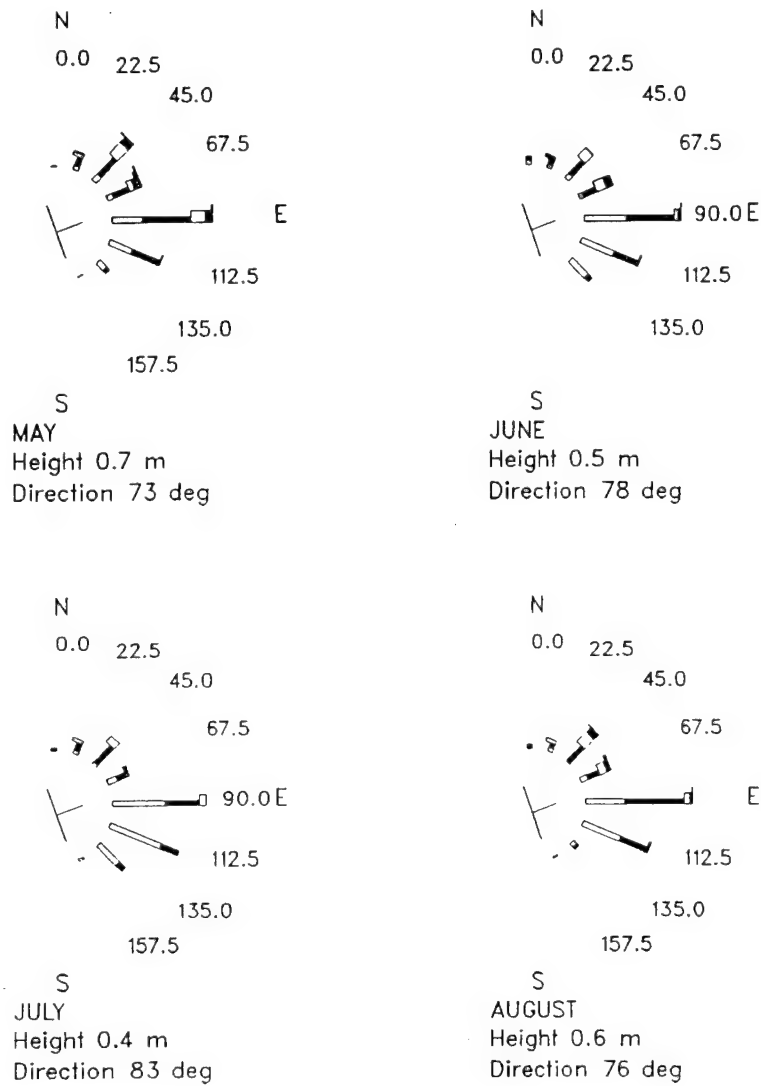 N
0.0 22.5
45.0
67.5
E
112.5
135.0
157.5
S
MAY
Height 0.7 m
Direction 73 deg
N
0.0 22.5
45.0
67.5
90.0 E
112.5
135.0
S
JUNE
Height 0.5 m
Direction 78 deg
N
0.0 22.5
45.0
67.5
90.0 E
112.5
135.0
157.5
S
JULY
Height 0.4 m
Direction 83 deg
N
0.0 22.5
45.0
67.5
E
112.5
135.0
157.5
S
AUGUST
Height 0.6 m
Direction 76 deg